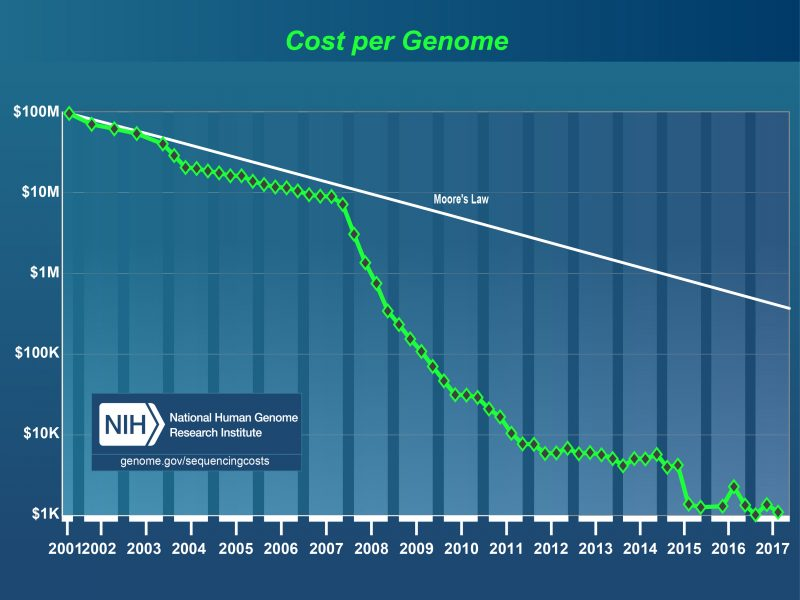 Cost per Genome
$100M
$10M
$1M
$100K
$10K
$1K
Moore's Law
NIH
National Human Genome
Research Institute
genome.gov/sequencingcosts
2001 2002 2003 2004 2005 2006 2007 2008 2009 2010 2011 2012 2013 2014 2015 2016 2017